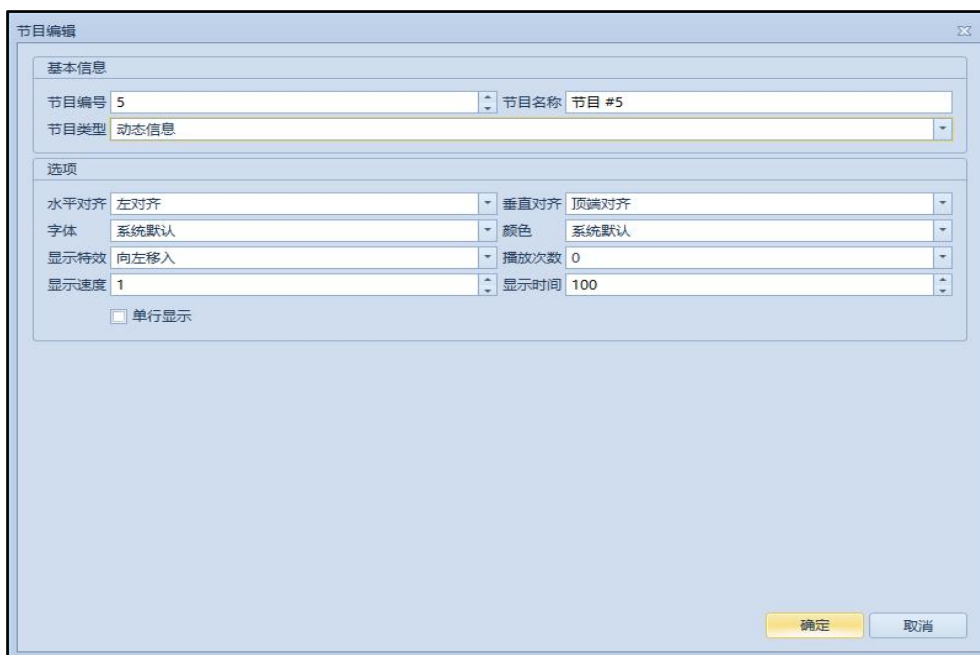 节目编辑
基本信息
节目编号 5 节目名称 节目 #5
节目类型 动态信息
选项
水平对齐 左对齐 垂直对齐 顶端对齐
字体 系统默认 颜色 系统默认
显示特效 向左移入 播放次数 0
显示速度 1 显示时间 100
单行显示
确定 取消